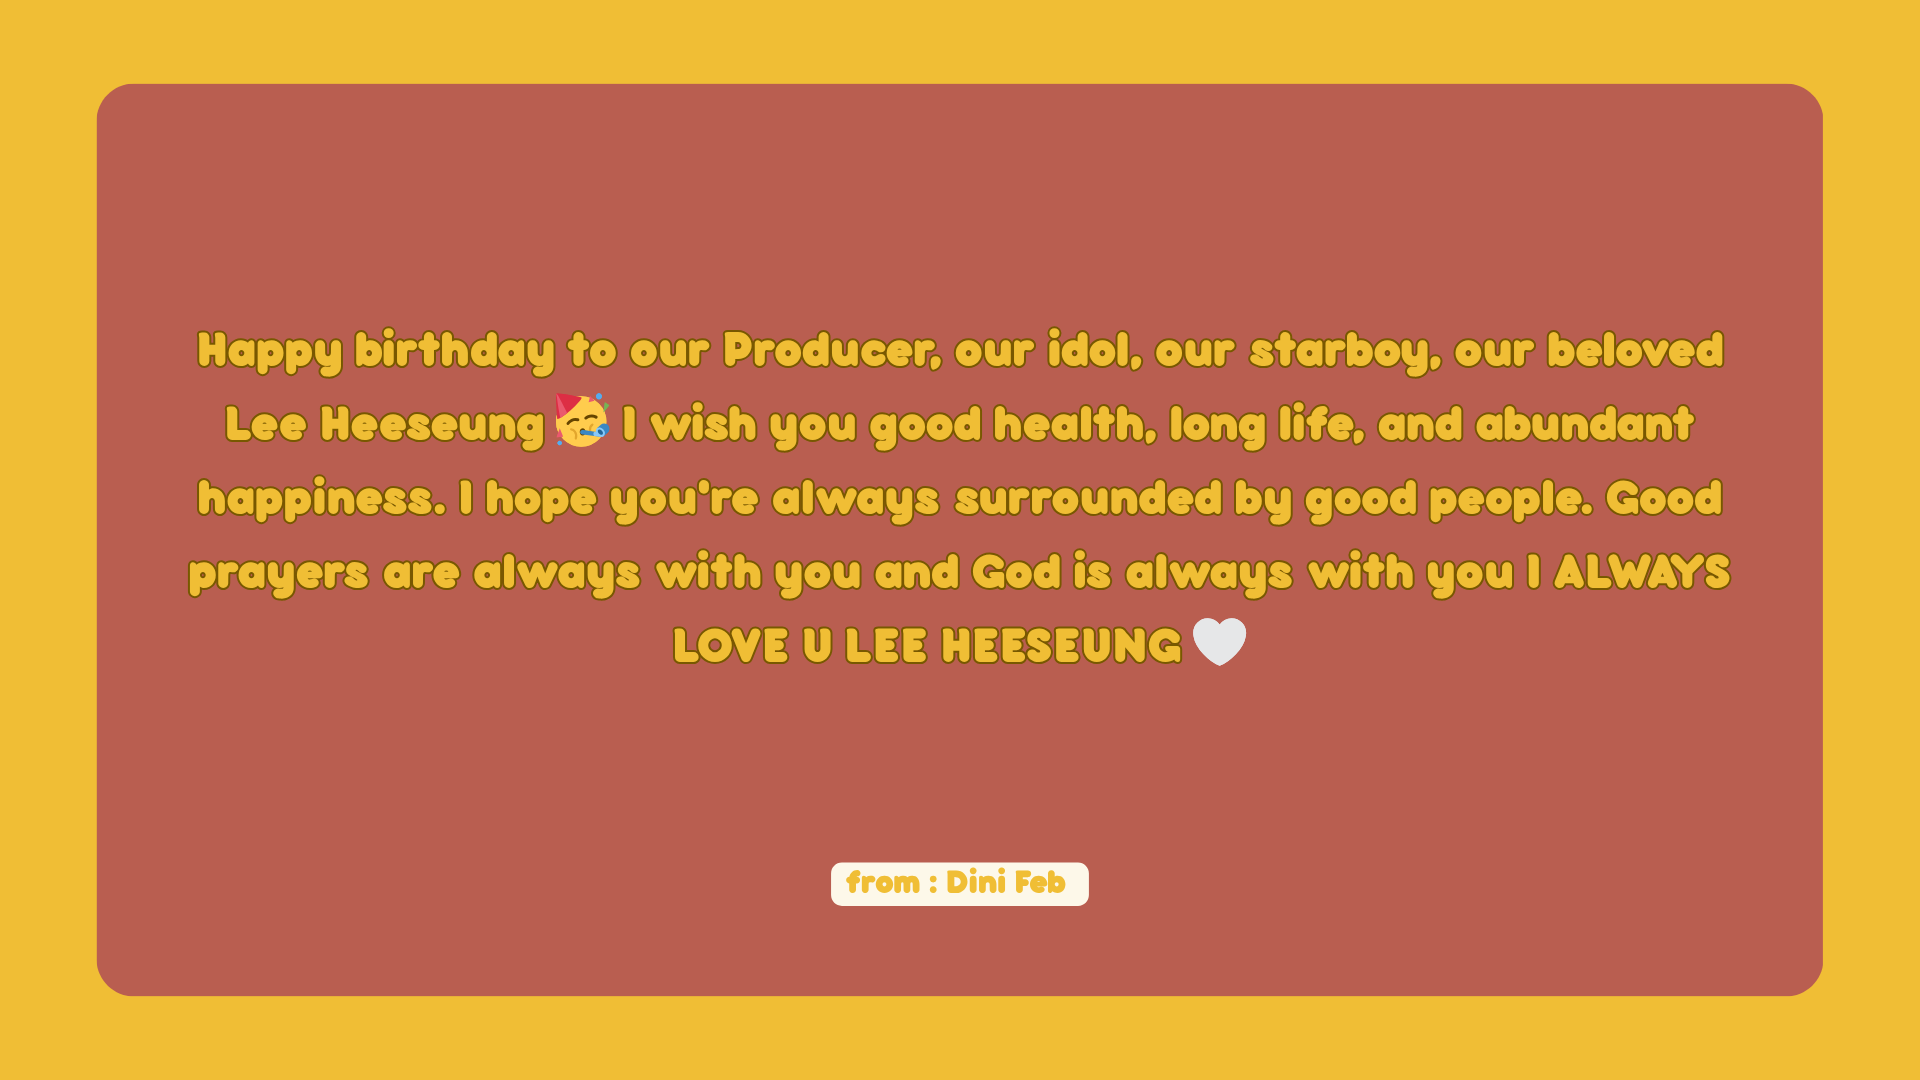 Happy birthday to our Producer, our idol, our starboy, our beloved
Lee Heeseung 🥳 I wish you good health, long life, and abundant
happiness. I hope you're always surrounded by good people. Good
prayers are always with you and God is always with you I ALWAYS
LOVE U LEE HEESEUNG 🤍
from : Dini Feb